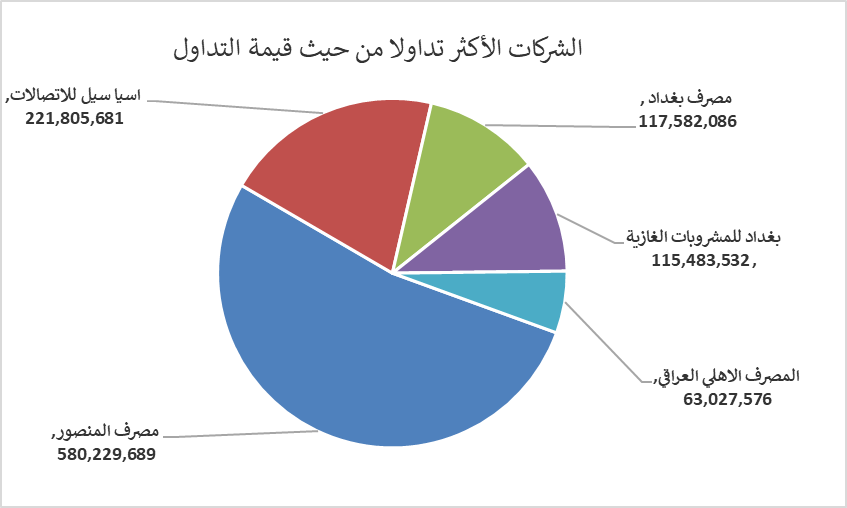 الشركات الأكثر تداولا من حيث قيمة التداول
مصرف بغداد ,
117,582,086
بغداد للمشروبات الغازية
115,483,532 ,
المصرف الاهلي العراقي,
63,027,576
مصرف المنصور,
580,229,689
اسيا سيل للاتصالات,
221,805,681